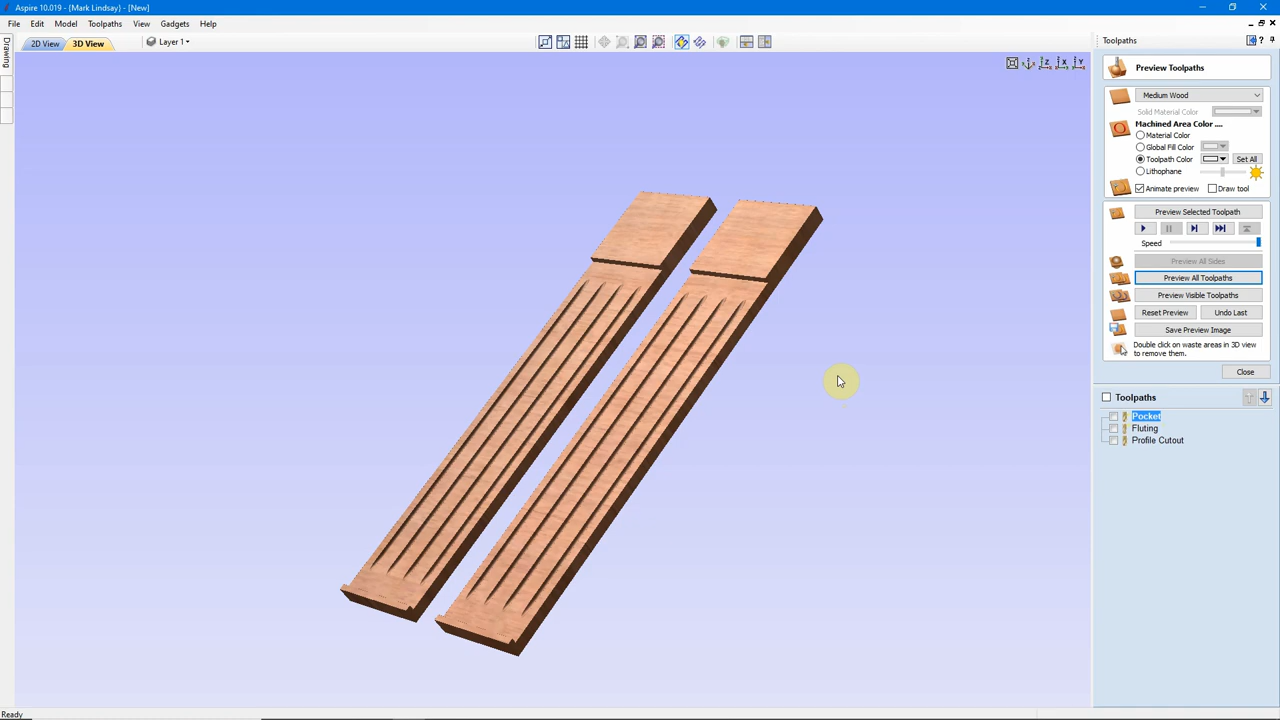 Aspire 10.019 - (Mark Lindsay) - [New]
File Edit Model Toolpaths View Gadgets Help
2D View 3D View Layer 1
Drawing
Toolpaths
Preview Toolpaths
Medium Wood
Solid Material Color
Machined Area Color ....
Material Color
Global Fill Color
Toolpath Color Set All
Lithophane
Animate preview Draw tool
Preview Selected Toolpath
Speed
Preview All Sides
Preview All Toolpaths
Preview Visible Toolpaths
Reset Preview Undo Last
Save Preview Image
Double click on waste areas in 3D view
to remove them.
Close
Toolpaths
Pocket
Fluting
Profile Cutout
Ready